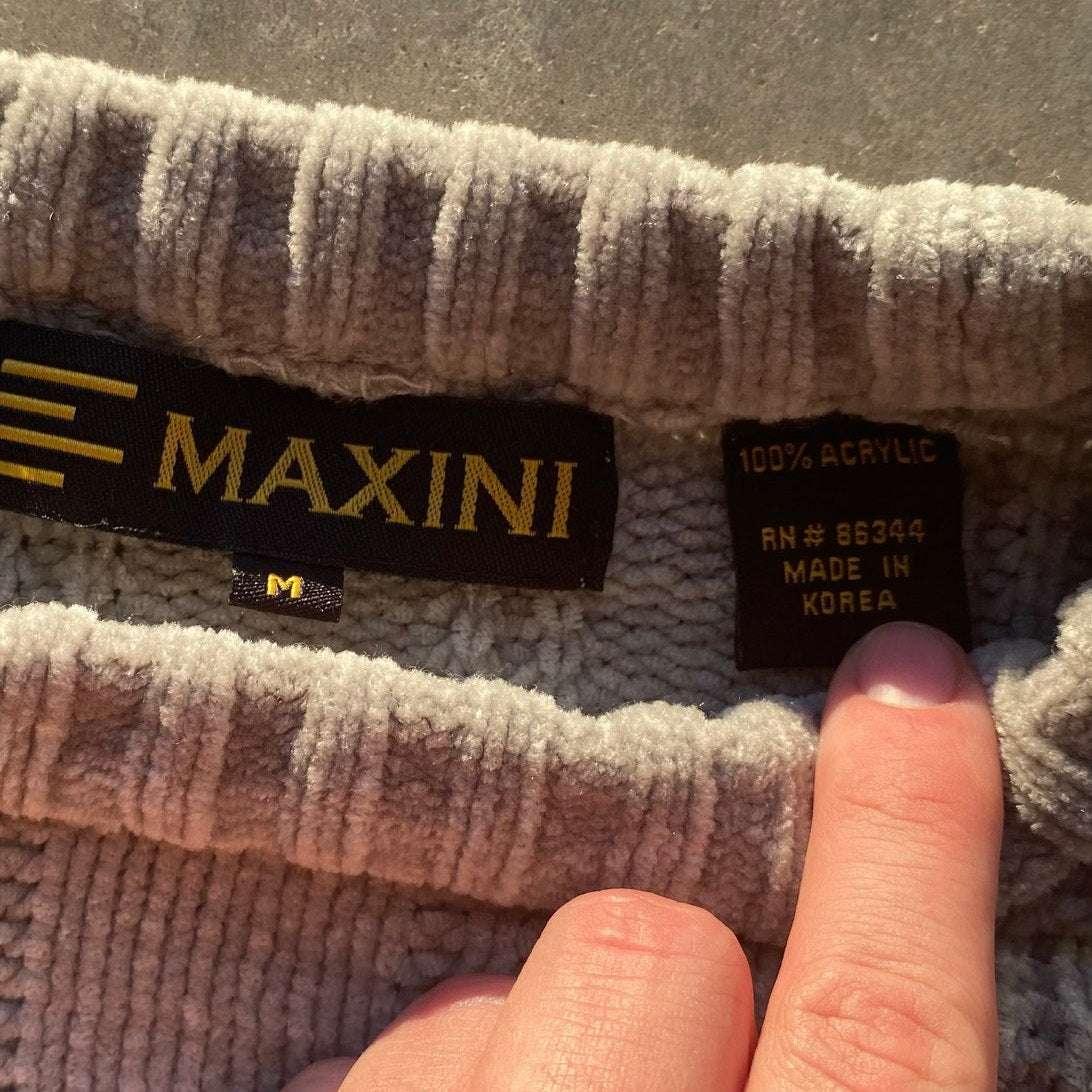 MAXINI
M
100% ACRYLIC
RN # 86344
MADE IN
KOREA